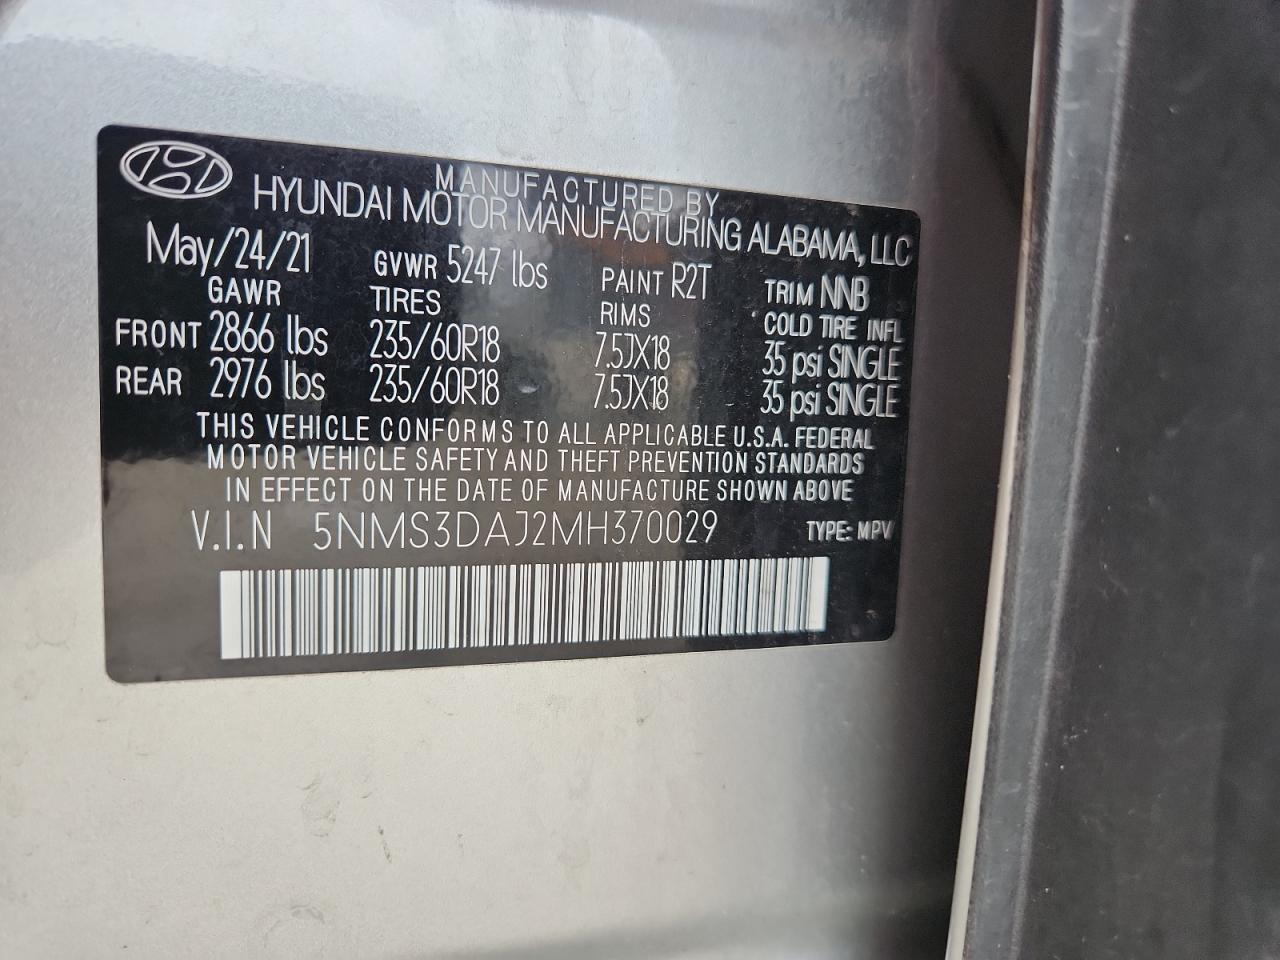 MANUFACTURED BY
HYUNDAI MOTOR MANUFACTURING ALABAMA, LLC
May/24/21 GVWR 5247 lbs PAINT R2T TRIM NNB
GAWR TIRES RIMS COLD TIRE INFL
FRONT 2866 lbs 235/60R18 7.5JX18 35 psi SINGLE
REAR 2976 lbs 235/60R18 7.5JX18 35 psi SINGLE
THIS VEHICLE CONFORMS TO ALL APPLICABLE U.S.A. FEDERAL
MOTOR VEHICLE SAFETY AND THEFT PREVENTION STANDARDS
IN EFFECT ON THE DATE OF MANUFACTURE SHOWN ABOVE
V.I.N 5NMS3DAJ2MH370029 TYPE: MPV